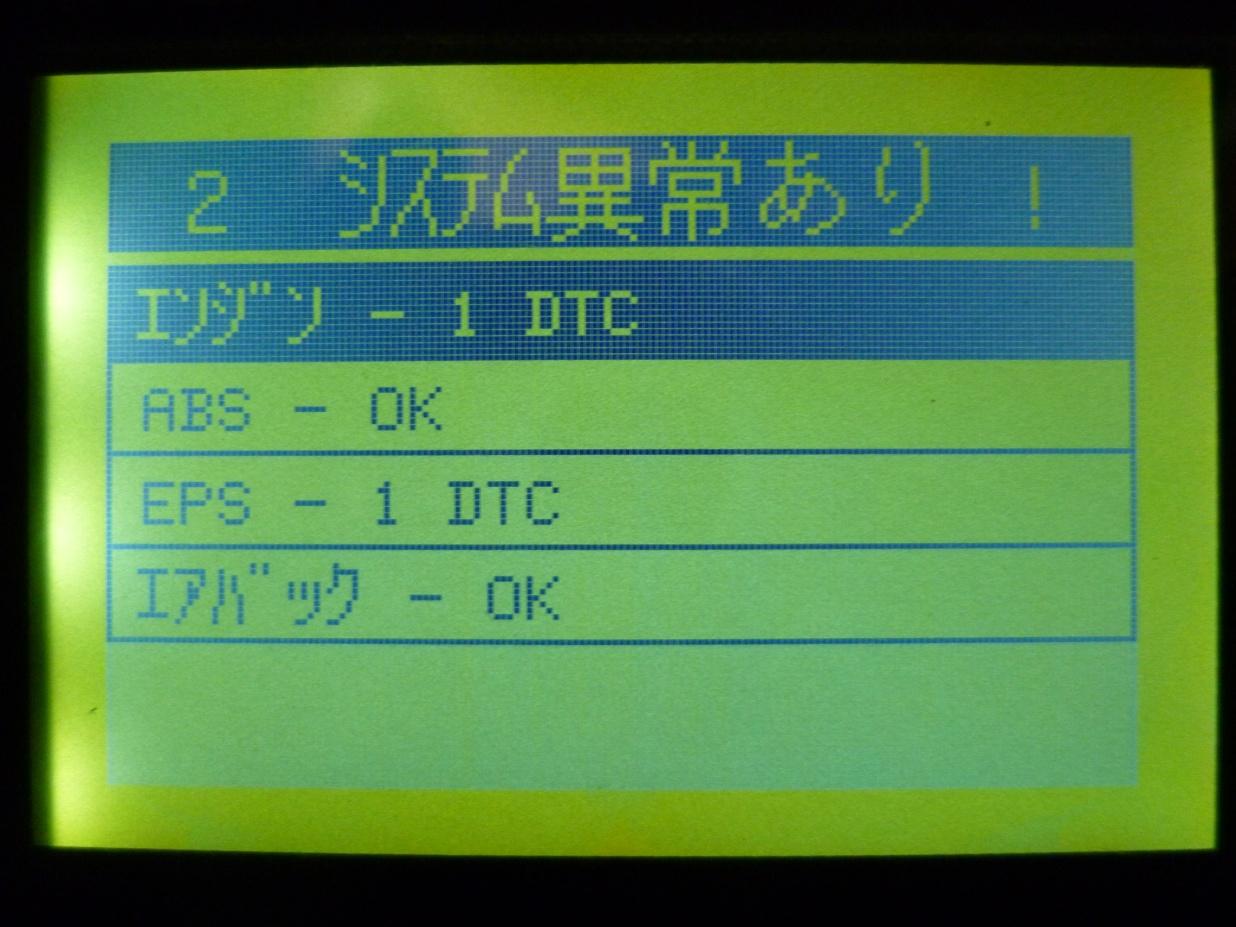 2 ｼｽﾃﾑ異常あり !
ｴﾝｼﾞﾝ - 1 DTC
ABS - OK
EPS - 1 DTC
ｴｱﾊﾞｯｸ - OK